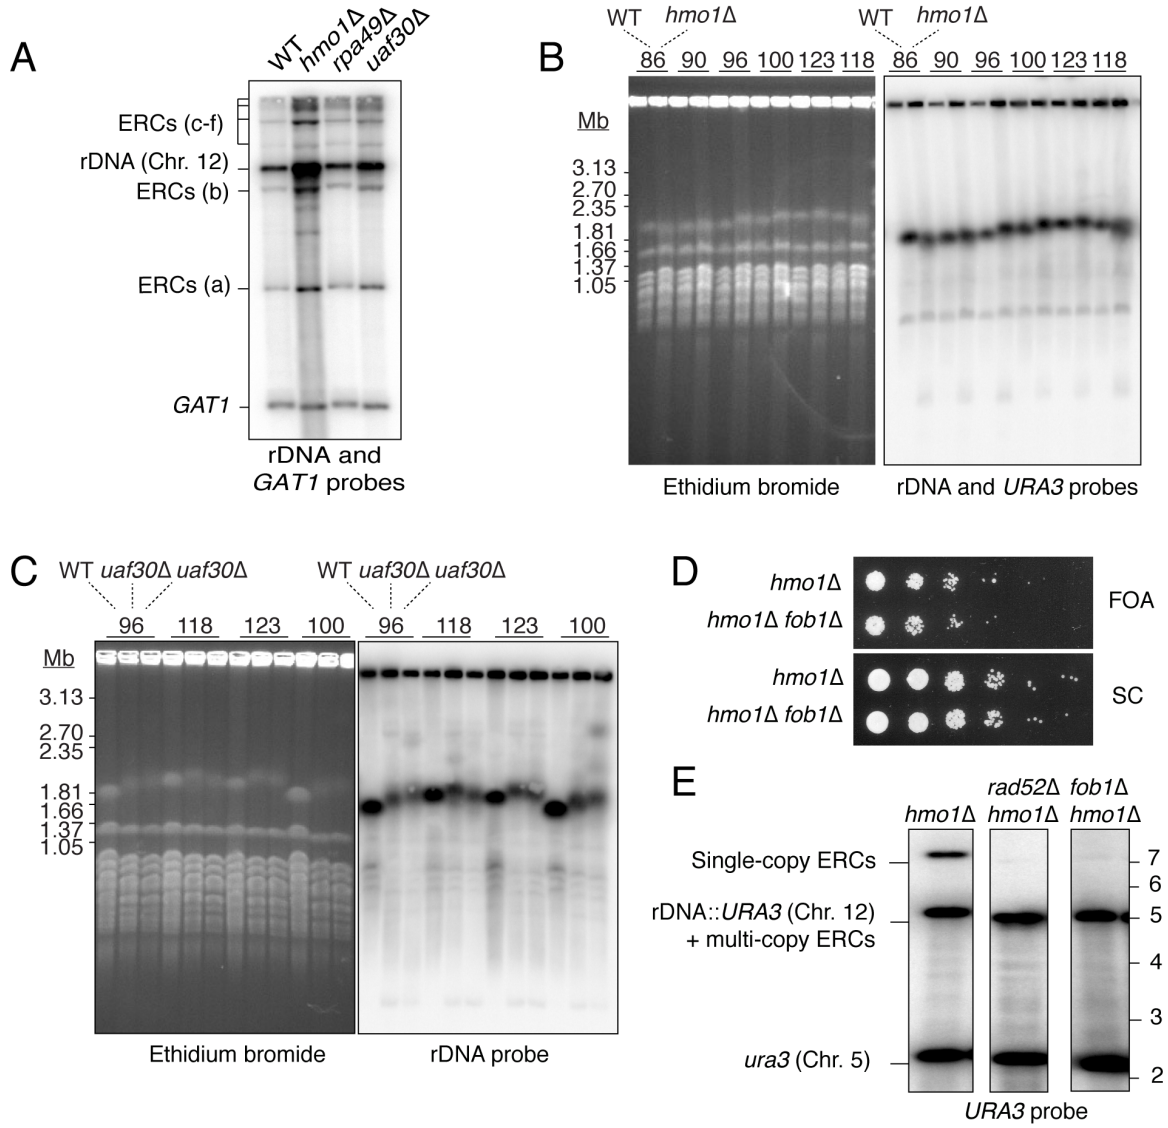 A
WT hmo1Δ rpa49Δ uaf30Δ
ERCs (c-f)
rDNA (Chr. 12)
ERCs (b)
ERCs (a)
GAT1
rDNA and
GAT1 probes
B
WT hmo1Δ WT hmo1Δ
86 90 96 100 123 118 86 90 96 100 123 118
Mb
3.13
2.70
2.35
1.81
1.66
1.37
1.05
Ethidium bromide rDNA and URA3 probes
C
WT uaf30Δ uaf30Δ WT uaf30Δ uaf30Δ
96 118 123 100 96 118 123 100
Mb
3.13
2.70
2.35
1.81
1.66
1.37
1.05
Ethidium bromide rDNA probe
D
hmo1Δ
hmo1Δ fob1Δ
FOA
hmo1Δ
hmo1Δ fob1Δ
SC
E
rad52Δ fob1Δ
hmo1Δ hmo1Δ hmo1Δ
Single-copy ERCs
rDNA::URA3 (Chr. 12)
+ multi-copy ERCs
ura3 (Chr. 5)
7
6
5
4
3
2
URA3 probe